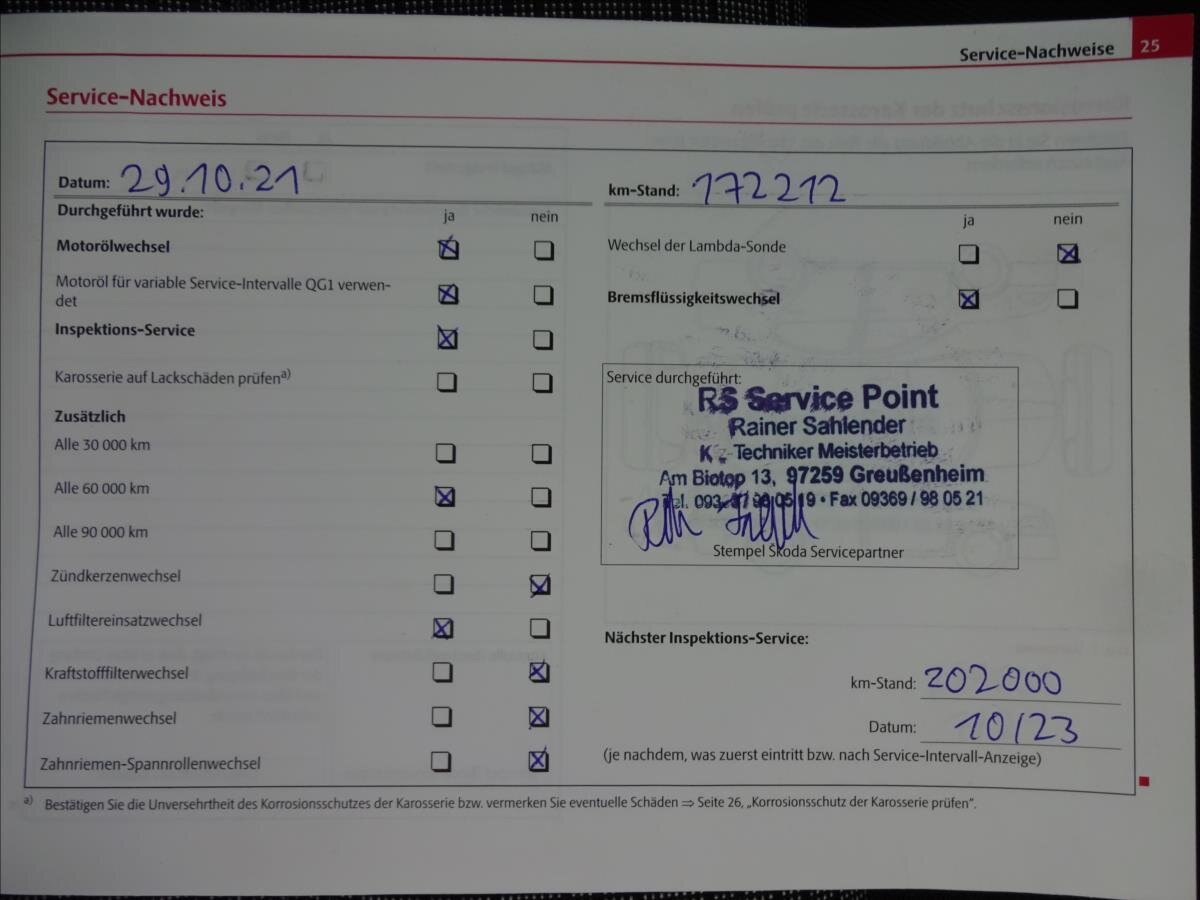 Service-Nachweise 25
Service-Nachweis
Datum: 29.10.21
km-Stand: 172212
Durchgeführt wurde: ja nein
ja nein
Motorölwechsel
Wechsel der Lambda-Sonde
Motoröl für variable Service-Intervalle QG1 verwen-
det
Bremsflüssigkeitswechsel
Inspektions-Service
Karosserie auf Lackschäden prüfen a)
Zusätzlich
Alle 30 000 km
Alle 60 000 km
Alle 90 000 km
Zündkerzenwechsel
Luftfiltereinsatzwechsel
Kraftstofffilterwechsel
Zahnriemenwechsel
Zahnriemen-Spannrollenwechsel
Service durchgeführt:
RS Service Point
Rainer Sahlender
Techniker Meisterbetrieb
Am Biotop 13, 97259 Greußenheim
Fax 09369 / 98 05 21
Stempel Škoda Servicepartner
Nächster Inspektions-Service:
km-Stand: 202000
Datum: 10/23
(je nachdem, was zuerst eintritt bzw. nach Service-Intervall-Anzeige)
a) Bestätigen Sie die Unversehrtheit des Korrosionsschutzes der Karosserie bzw. vermerken Sie eventuelle Schäden ⇒ Seite 26, „Korrosionsschutz der Karosserie prüfen“.